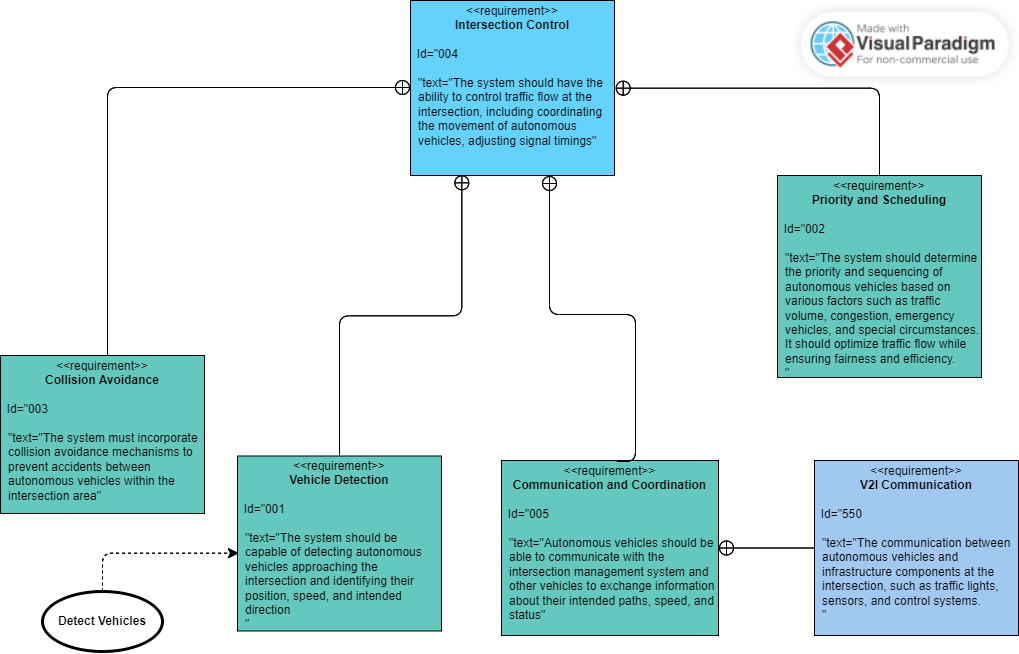 <<requirement>>
Intersection Control
Id="004
"text="The system should have the
ability to control traffic flow at the
intersection, including coordinating
the movement of autonomous
vehicles, adjusting signal timings"
Made with
Visual Paradigm
For non-commercial use
<<requirement>>
Priority and Scheduling
Id="002
"text="The system should determine
the priority and sequencing of
autonomous vehicles based on
various factors such as traffic
volume, congestion, emergency
vehicles, and special circumstances.
It should optimize traffic flow while
ensuring fairness and efficiency.
"
<<requirement>>
Collision Avoidance
Id="003
"text="The system must incorporate
collision avoidance mechanisms to
prevent accidents between
autonomous vehicles within the
intersection area"
<<requirement>>
Vehicle Detection
Id="001
"text="The system should be
capable of detecting autonomous
vehicles approaching the
intersection and identifying their
position, speed, and intended
direction
"
<<requirement>>
Communication and Coordination
Id="005
"text="Autonomous vehicles should be
able to communicate with the
intersection management system and
other vehicles to exchange information
about their intended paths, speed, and
status"
<<requirement>>
V2I Communication
Id="550
"text="The communication between
autonomous vehicles and
infrastructure components at the
intersection, such as traffic lights,
sensors, and control systems.
"
Detect Vehicles